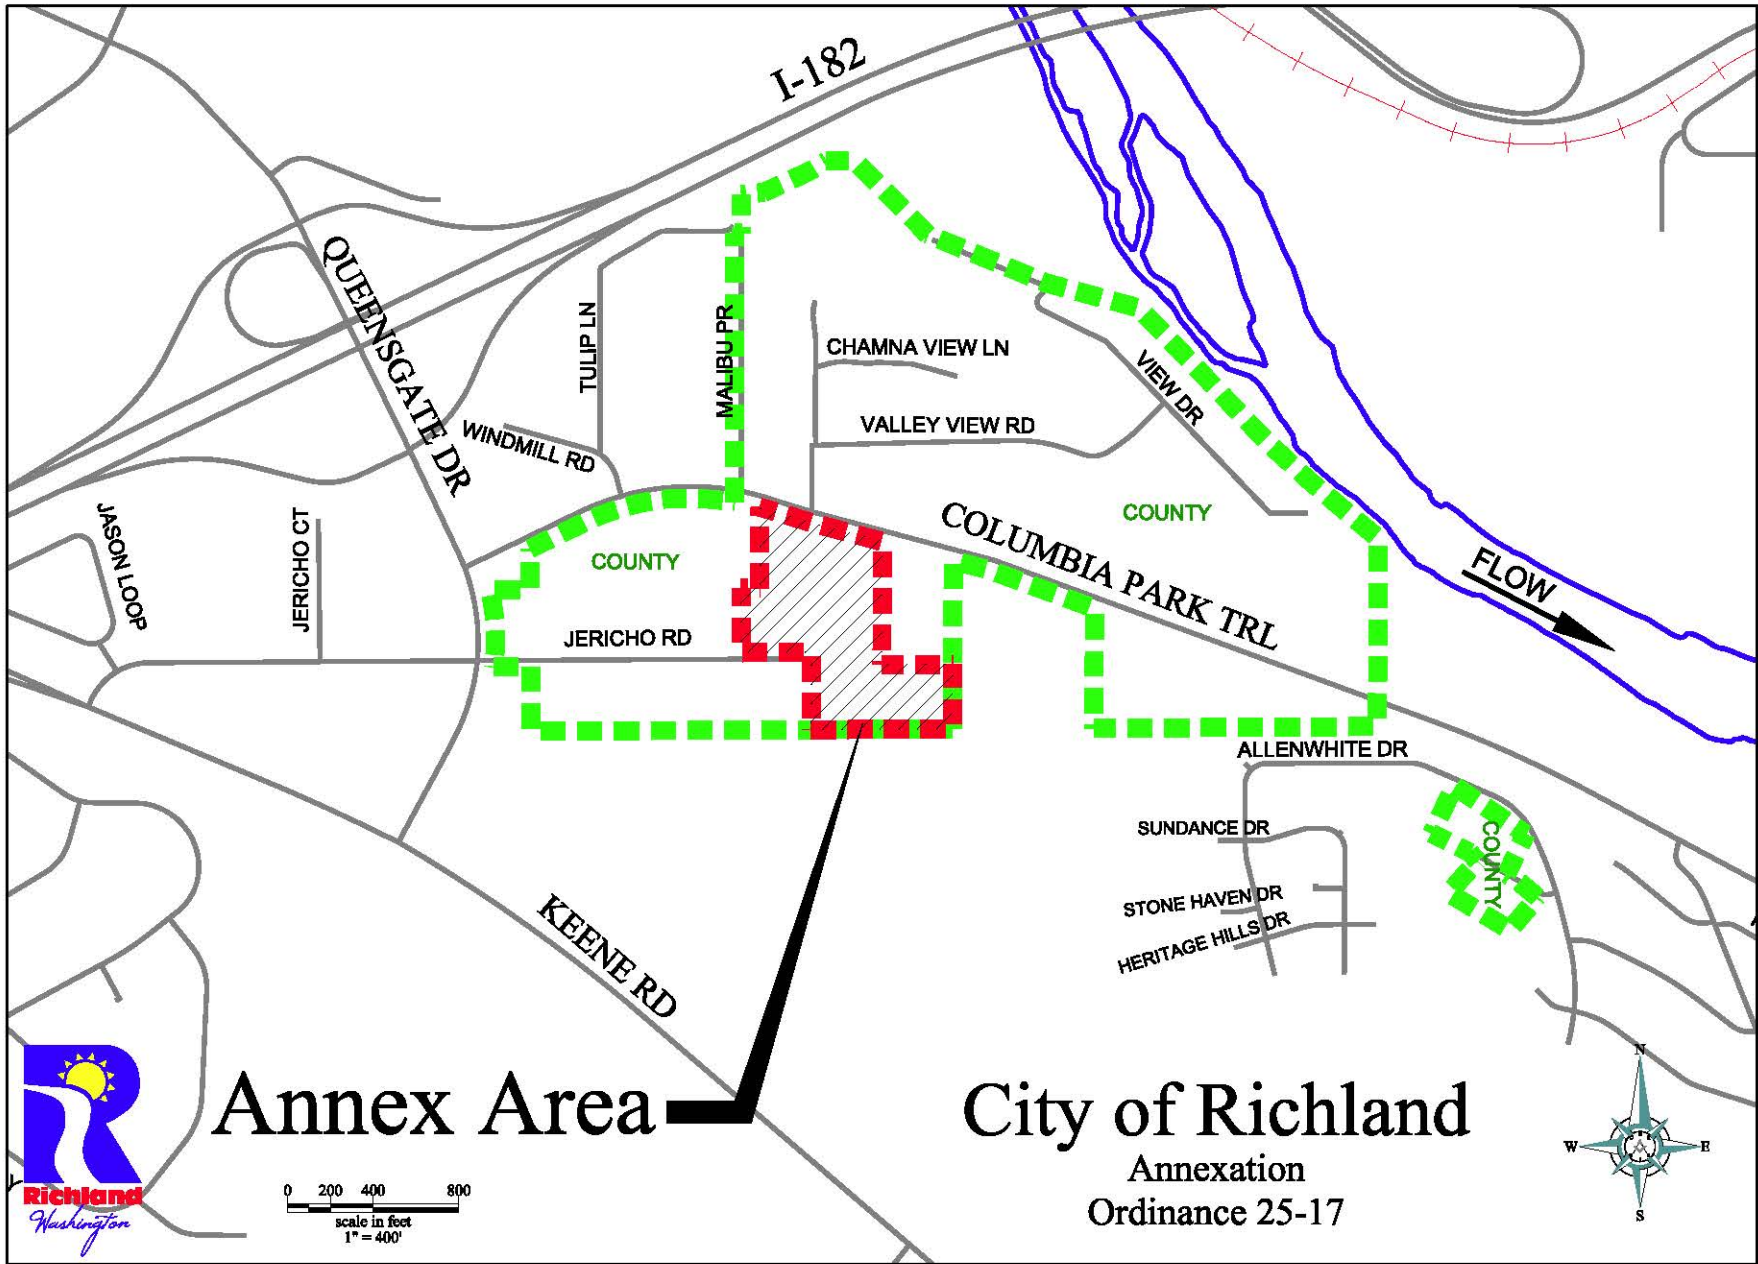 I-182
QUEENSGATE DR
TULIP LN
MALIBU PR
CHAMNA VIEW LN
VIEW DR
VALLEY VIEW RD
WINDMILL RD
JASON LOOP
JERICHO CT
COUNTY
COUNTY
COLUMBIA PARK TRL
FLOW
JERICHO RD
ALLENWHITE DR
SUNDANCE DR
COUNTY
STONE HAVEN DR
HERITAGE HILLS DR
KEENE RD
Annex Area
City of Richland
Annexation
Ordinance 25-17
Richland
Washington
0 200 400 800
scale in feet
1" = 400'
N
W E
S